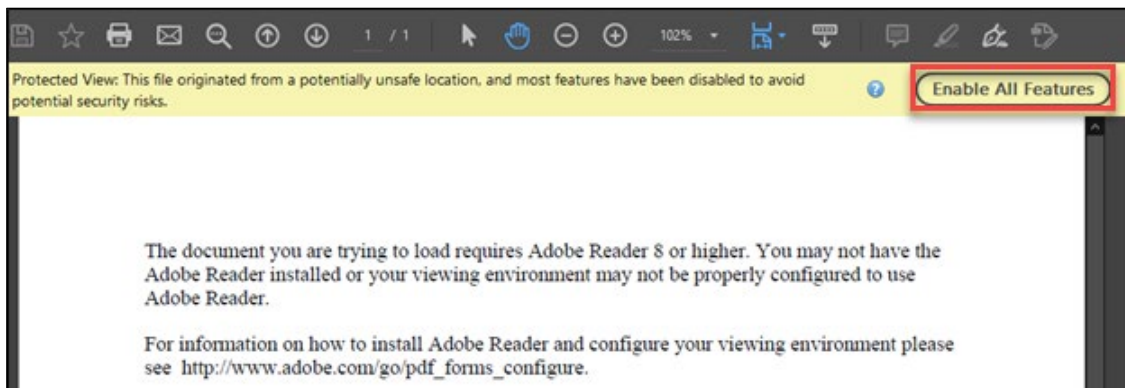 1 / 1 102%
Protected View: This file originated from a potentially unsafe location, and most features have been disabled to avoid
potential security risks.
Enable All Features
The document you are trying to load requires Adobe Reader 8 or higher. You may not have the
Adobe Reader installed or your viewing environment may not be properly configured to use
Adobe Reader.
For information on how to install Adobe Reader and configure your viewing environment please
see http://www.adobe.com/go/pdf_forms_configure.